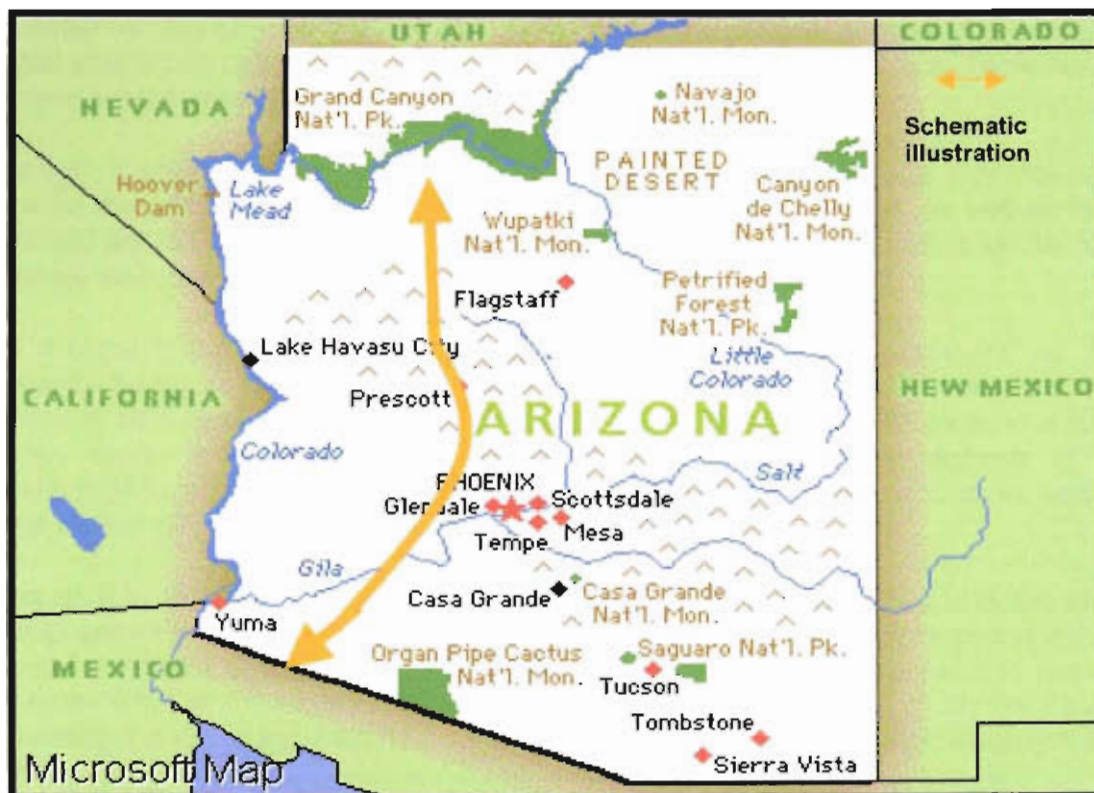 UTAH
COLORADO
NEVADA
Grand Canyon
Nat'l. Pk.
Navajo
Nat'l. Mon.
Schematic
illustration
PAINTED
DESERT
Hoover
Dam
Lake
Mead
Canyon
de Chelly
Nat'l. Mon.
Wupatki
Nat'l. Mon.
Flagstaff
Petrified
Forest
Nat'l. Pk.
Lake Havasu City
Little
Colorado
CALIFORNIA
Prescott
ARIZONA
NEW MEXICO
Colorado
Salt
PHOENIX
Glendale
Scottsdale
Mesa
Tempe
Gila
Casa Grande
Casa Grande
Nat'l. Mon.
Yuma
MEXICO
Organ Pipe Cactus
Nat'l. Mon.
Saguaro Nat'l. Pk.
Tucson
Tombstone
Sierra Vista
Microsoft Map